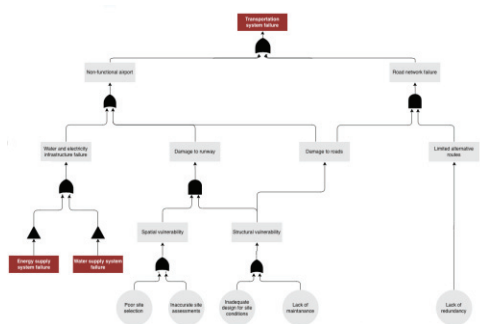 Transportation
system failure
Non-functional airport
Road network failure
Water and electricity
infrastructure failure
Damage to runway
Damage to roads
Limited alternative
routes
Spatial vulnerability
Structural vulnerability
Energy supply
system failure
Water supply system
failure
Poor site
selection
Inaccurate site
assessments
Inadequate
design for site
conditions
Lack of
maintenance
Lack of
redundancy